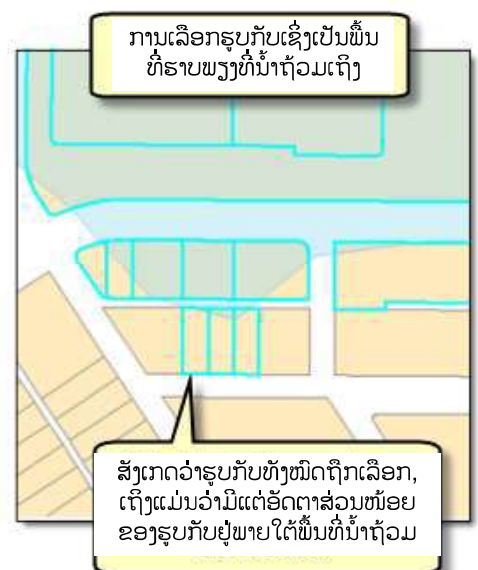 ການເລືອກຮູບກັບເຊິ່ງເປັນພື້ນ
ທີ່ຮາບພຽງທີ່ນ້ຳຖ້ວມເຖິງ
ສັງເກດວ່າຮູບກັບທັງໝົດຖືກເລືອກ,
ເຖິງແມ່ນວ່າມີແຕ່ອັດຕາສ່ວນໜ້ອຍ
ຂອງຮູບກັບຢູ່ພາຍໃຕ້ພື້ນທີ່ນ້ຳຖ້ວມ